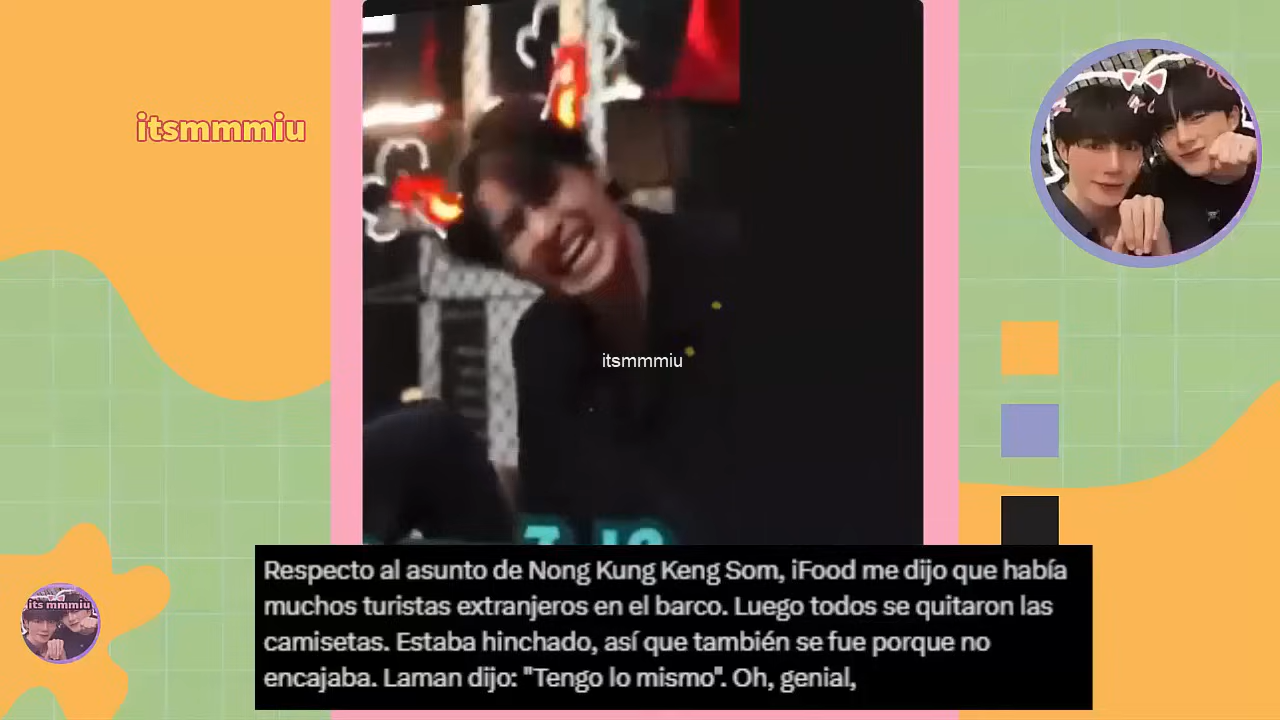 itsmmmiu
itsmmmiu
its mmmiu
Respecto al asunto de Nong Kung Keng Som, iFood me dijo que había
muchos turistas extranjeros en el barco. Luego todos se quitaron las
camisetas. Estaba hinchado, así que también se fue porque no
encajaba. Laman dijo: "Tengo lo mismo". Oh, genial,